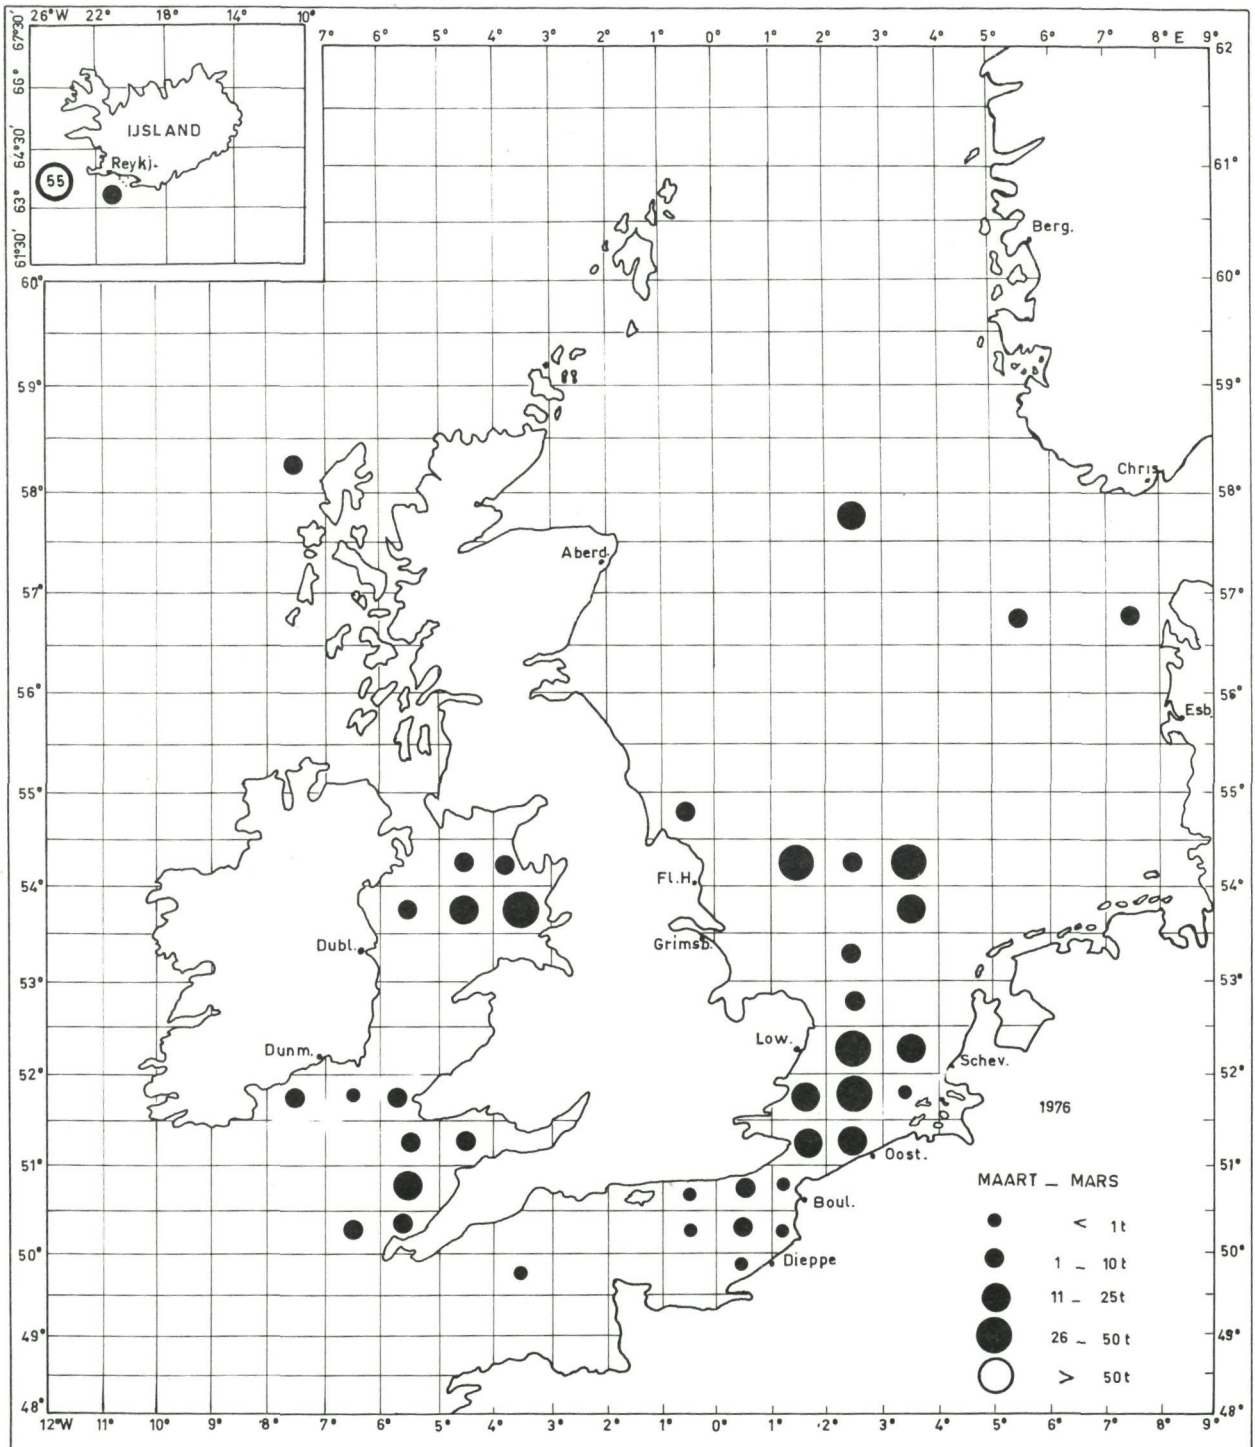 26°W 22° 18° 14° 10°
67°30'
66°
64°30'
63°
61°30'
IJSLAND
Reykj.
55
7° 6° 5° 4° 3° 2° 1° 0° 1° 2° 3° 4° 5° 6° 7° 8° E 9°
62
61°
60° 60°
59° 59°
58° 58°
57° 57°
56° 56°
55° 55°
54° 54°
53° 53°
52° 52°
51° 51°
50° 50°
49° 49°
48° 48°
Berg.
Chris
Aberd.
Esb
Fl.H.
Grimsb.
Dubl.
Low.
Dunm.
Schev.
1976
Oost.
Boul.
Dieppe
MAART _ MARS
< 1t
1 _ 10t
11 _ 25t
26 _ 50t
> 50t
12°W 11° 10° 9° 8° 7° 6° 5° 4° 3° 2° 1° 0° 1° 2° 3° 4° 5° 6° 7° 8° 9°